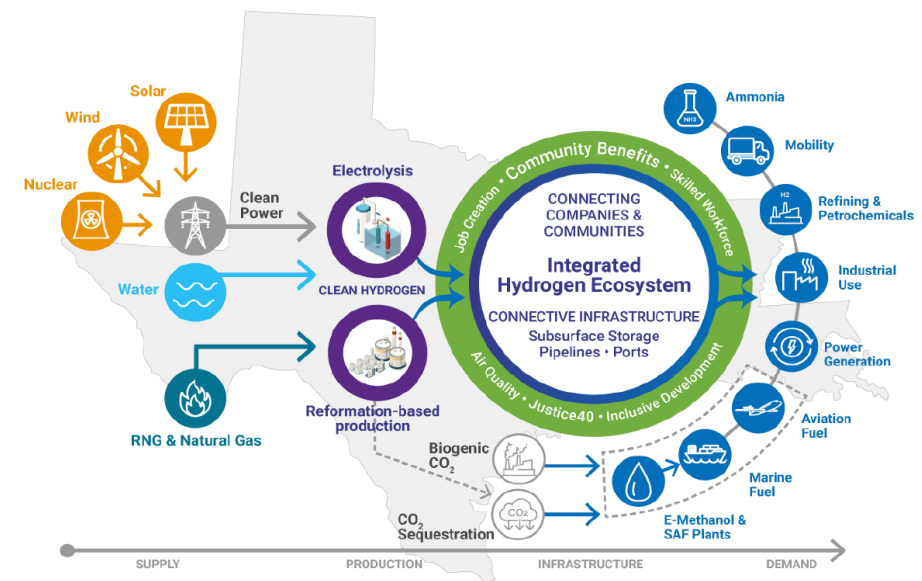 Solar
Wind
Nuclear
Clean
Power
Water
RNG & Natural Gas
Electrolysis
CLEAN HYDROGEN
Reformation-based
production
Job Creation • Community Benefits • Skilled Workforce
CONNECTING
COMPANIES &
COMMUNITIES
Integrated
Hydrogen Ecosystem
CONNECTIVE INFRASTRUCTURE
Subsurface Storage
Pipelines • Ports
Air Quality • Justice40 • Inclusive Development
Biogenic
CO₂
CO₂
Sequestration
CO₂
NH3
Ammonia
Mobility
H2
Refining &
Petrochemicals
Industrial
Use
Power
Generation
Aviation
Fuel
Marine
Fuel
E-Methanol &
SAF Plants
SUPPLY
PRODUCTION
INFRASTRUCTURE
DEMAND